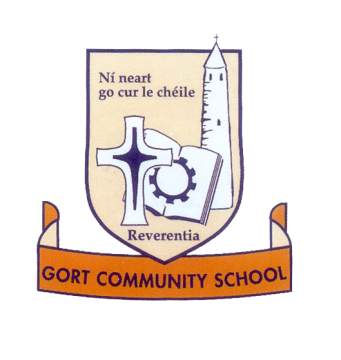 Ní neart
go cur le chéile
Reverentia
GORT COMMUNITY SCHOOL